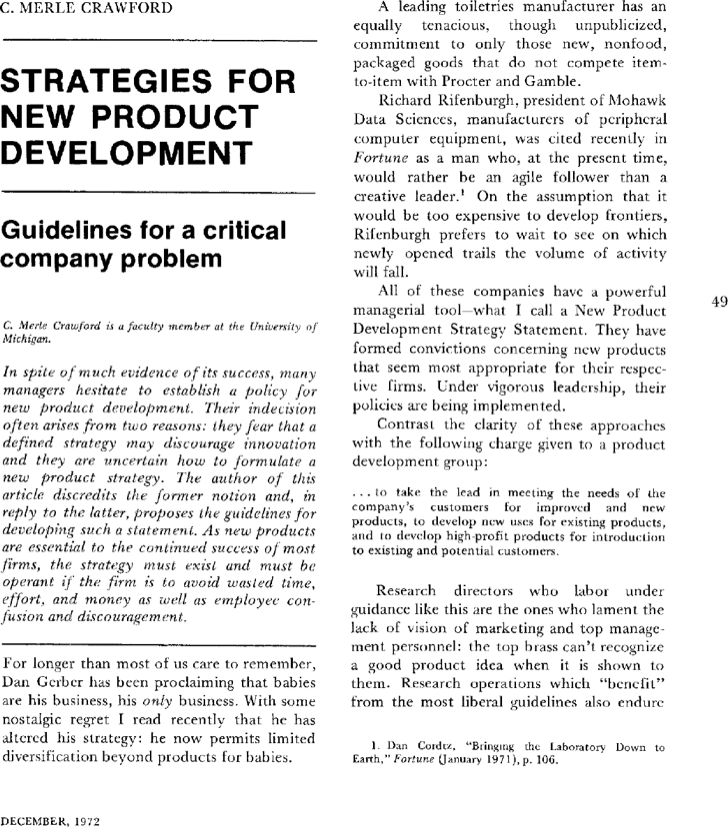 C. MERLE CRAWFORD
STRATEGIES FOR
NEW PRODUCT
DEVELOPMENT
Guidelines for a critical
company problem
C. Merle Crawford is a faculty member at the University of
Michigan.
In spite of much evidence of its success, many
managers hesitate to establish a policy for
new product development. Their indecision
often arises from two reasons: they fear that a
defined strategy may discourage innovation
and they are uncertain how to formulate a
new product strategy. The author of this
article discredits the former notion and, in
reply to the latter, proposes the guidelines for
developing such a statement. As new products
are essential to the continued success of most
firms, the strategy must exist and must be
operant if the firm is to avoid wasted time,
effort, and money as well as employee con-
fusion and discouragement.
For longer than most of us care to remember,
Dan Gerber has been proclaiming that babies
are his business, his only business. With some
nostalgic regret I read recently that he has
altered his strategy: he now permits limited
diversification beyond products for babies.
A leading toiletries manufacturer has an
equally tenacious, though unpublicized,
commitment to only those new, nonfood,
packaged goods that do not compete item-
to-item with Procter and Gamble.
Richard Rifenburgh, president of Mohawk
Data Sciences, manufacturers of peripheral
computer equipment, was cited recently in
Fortune as a man who, at the present time,
would rather be an agile follower than a
creative leader.¹ On the assumption that it
would be too expensive to develop frontiers,
Rifenburgh prefers to wait to see on which
newly opened trails the volume of activity
will fall.
All of these companies have a powerful
managerial tool—what I call a New Product
Development Strategy Statement. They have
formed convictions concerning new products
that seem most appropriate for their respec-
tive firms. Under vigorous leadership, their
policies are being implemented.
Contrast the clarity of these approaches
with the following charge given to a product
development group:
. . . to take the lead in meeting the needs of the
company's customers for improved and new
products, to develop new uses for existing products,
and to develop high-profit products for introduction
to existing and potential customers.
Research directors who labor under
guidance like this are the ones who lament the
lack of vision of marketing and top manage-
ment personnel: the top brass can't recognize
a good product idea when it is shown to
them. Research operations which "benefit"
from the most liberal guidelines also endure
1. Dan Cordtz, "Bringing the Laboratory Down to
Earth," Fortune (January 1971), p. 106.
49
DECEMBER, 1972